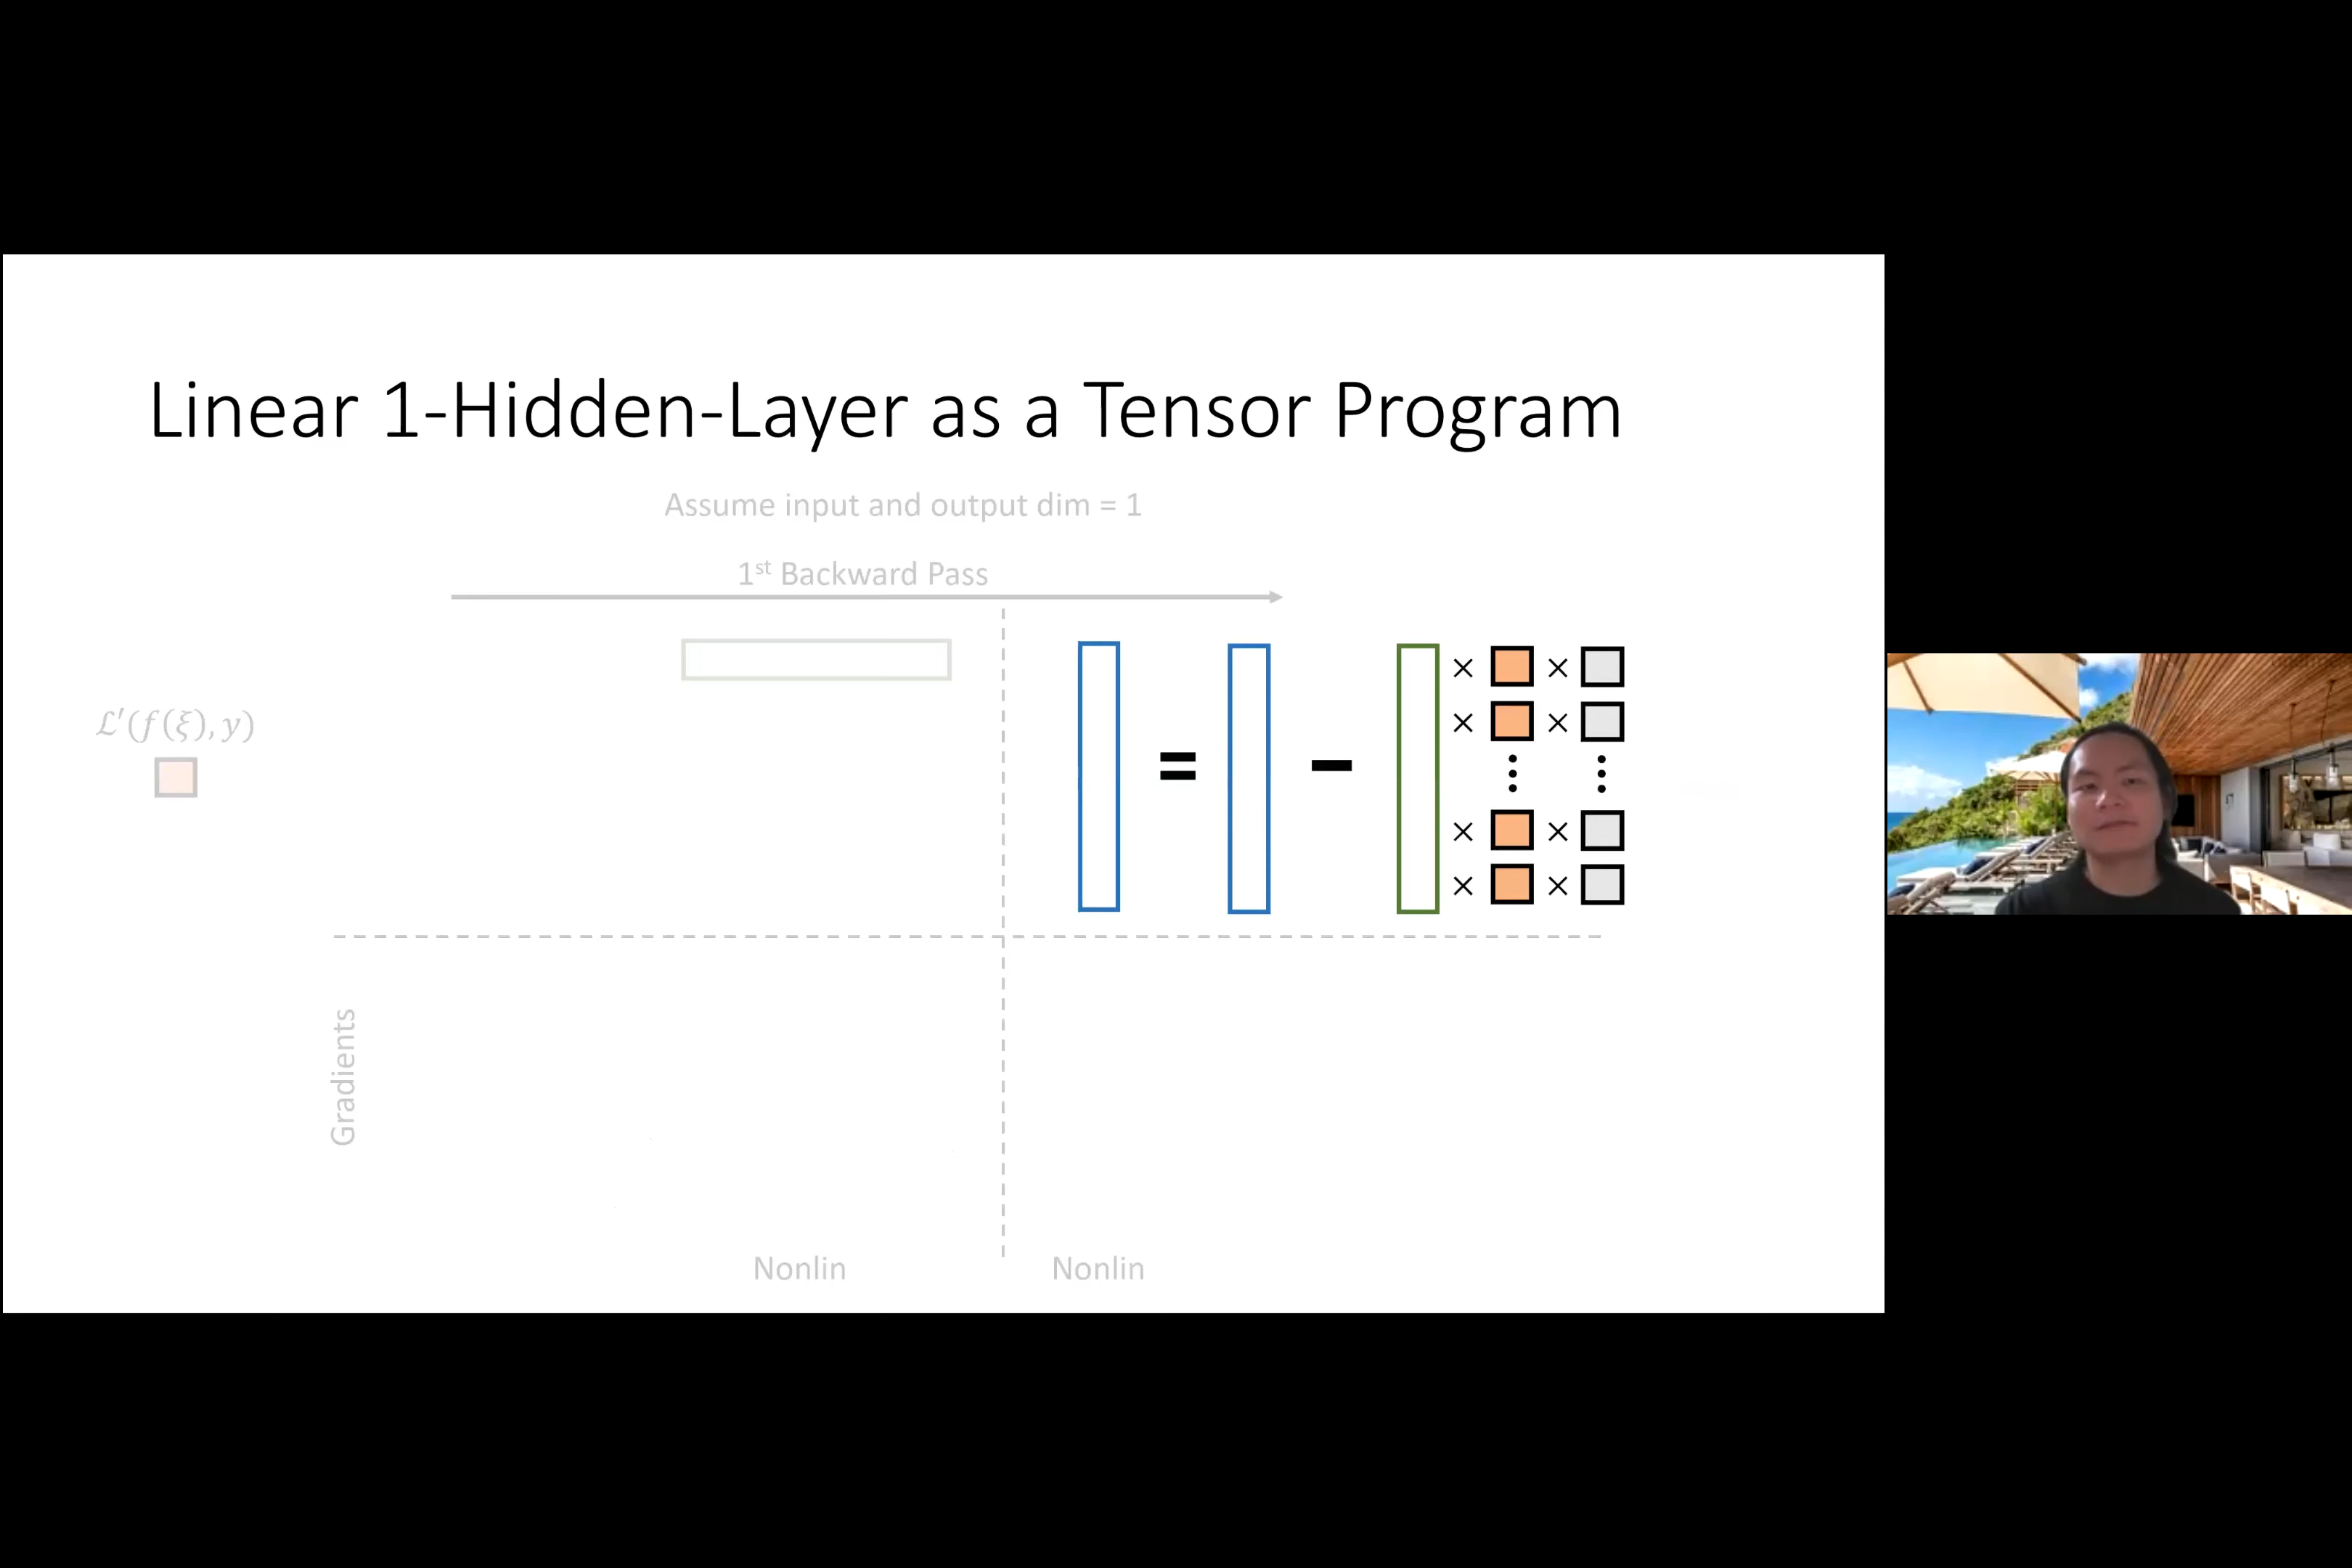 Linear 1-Hidden-Layer as a Tensor Program
Assume input and output dim = 1
1st Backward Pass
ℒ′(f(ξ), y)
= − × ×
× ×
× ×
× ×
Gradients
Nonlin Nonlin